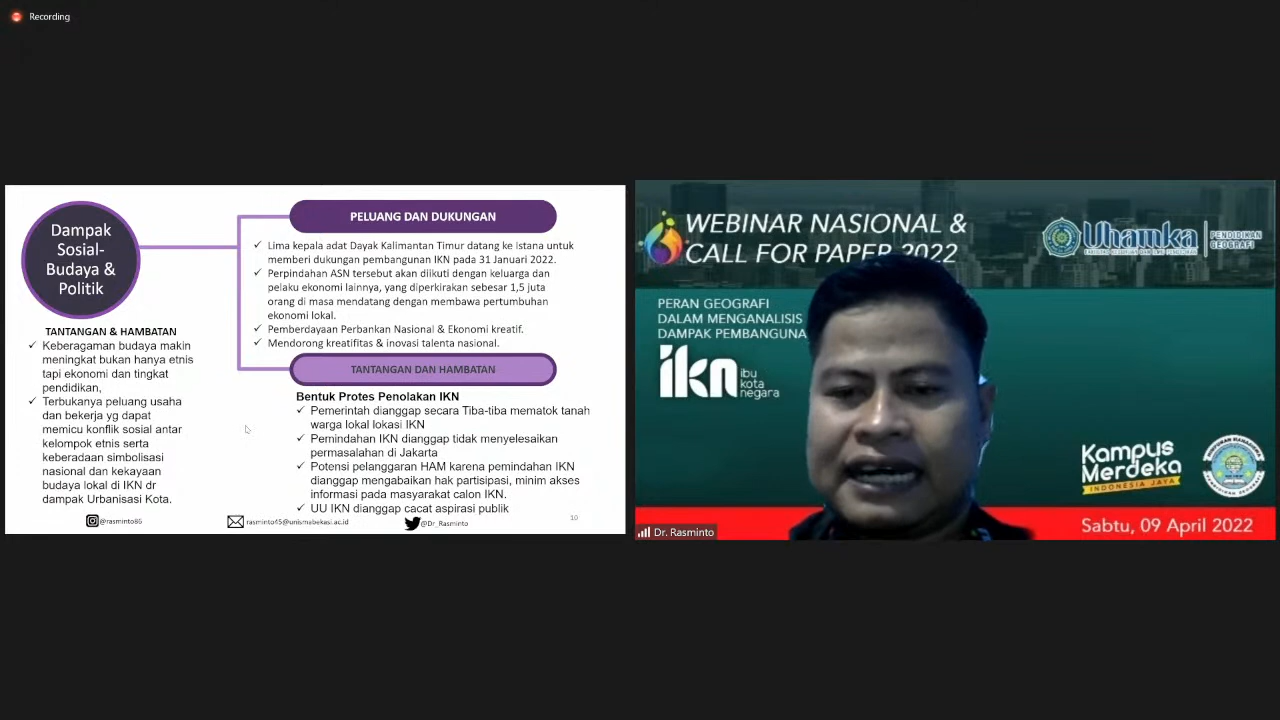 Recording
Dampak
Sosial-
Budaya &
Politik
TANTANGAN & HAMBATAN
✓ Keberagaman budaya makin
meningkat bukan hanya etnis
tapi ekonomi dan tingkat
pendidikan,
✓ Terbukanya peluang usaha
dan bekerja yg dapat
memicu konflik sosial antar
kelompok etnis serta
keberadaan simbolisasi
nasional dan kekayaan
budaya lokal di IKN dr
dampak Urbanisasi Kota.
PELUANG DAN DUKUNGAN
✓ Lima kepala adat Dayak Kalimantan Timur datang ke Istana untuk
memberi dukungan pembangunan IKN pada 31 Januari 2022.
✓ Perpindahan ASN tersebut akan diikuti dengan keluarga dan
pelaku ekonomi lainnya, yang diperkirakan sebesar 1,5 juta
orang di masa mendatang dengan membawa pertumbuhan
ekonomi lokal.
✓ Pemberdayaan Perbankan Nasional & Ekonomi kreatif.
✓ Mendorong kreatifitas & inovasi talenta nasional.
TANTANGAN DAN HAMBATAN
Bentuk Protes Penolakan IKN
✓ Pemerintah dianggap secara Tiba-tiba mematok tanah
warga lokal lokasi IKN
✓ Pemindahan IKN dianggap tidak menyelesaikan
permasalahan di Jakarta
✓ Potensi pelanggaran HAM karena pemindahan IKN
dianggap mengabaikan hak partisipasi, minim akses
informasi pada masyarakat calon IKN.
✓ UU IKN dianggap cacat aspirasi publik
@rasminto86
rasminto45@unismabekasi.ac.id
@Dr_Rasminto
10
WEBINAR NASIONAL &
CALL FOR PAPER 2022
Uhamka
PENDIDIKAN
GEOGRAFI
PERAN GEOGRAFI
DALAM MENGANALISIS
DAMPAK PEMBANGUNA
ikn ibu
kota
negara
Kampus
Merdeka
INDONESIA JAYA
Sabtu, 09 April 2022
Dr. Rasminto